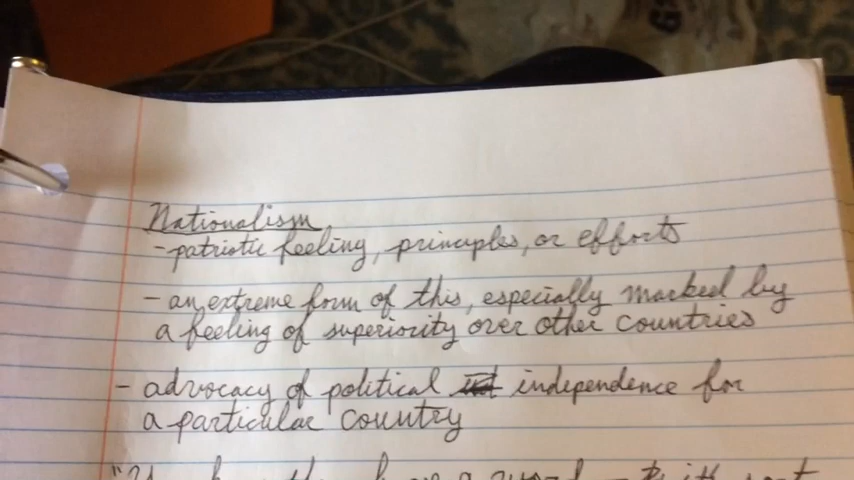 Nationalism
- patriotic feeling, principles, or efforts
- an extreme form of this, especially marked by
a feeling of superiority over other countries
- advocacy of political independence for
a particular country